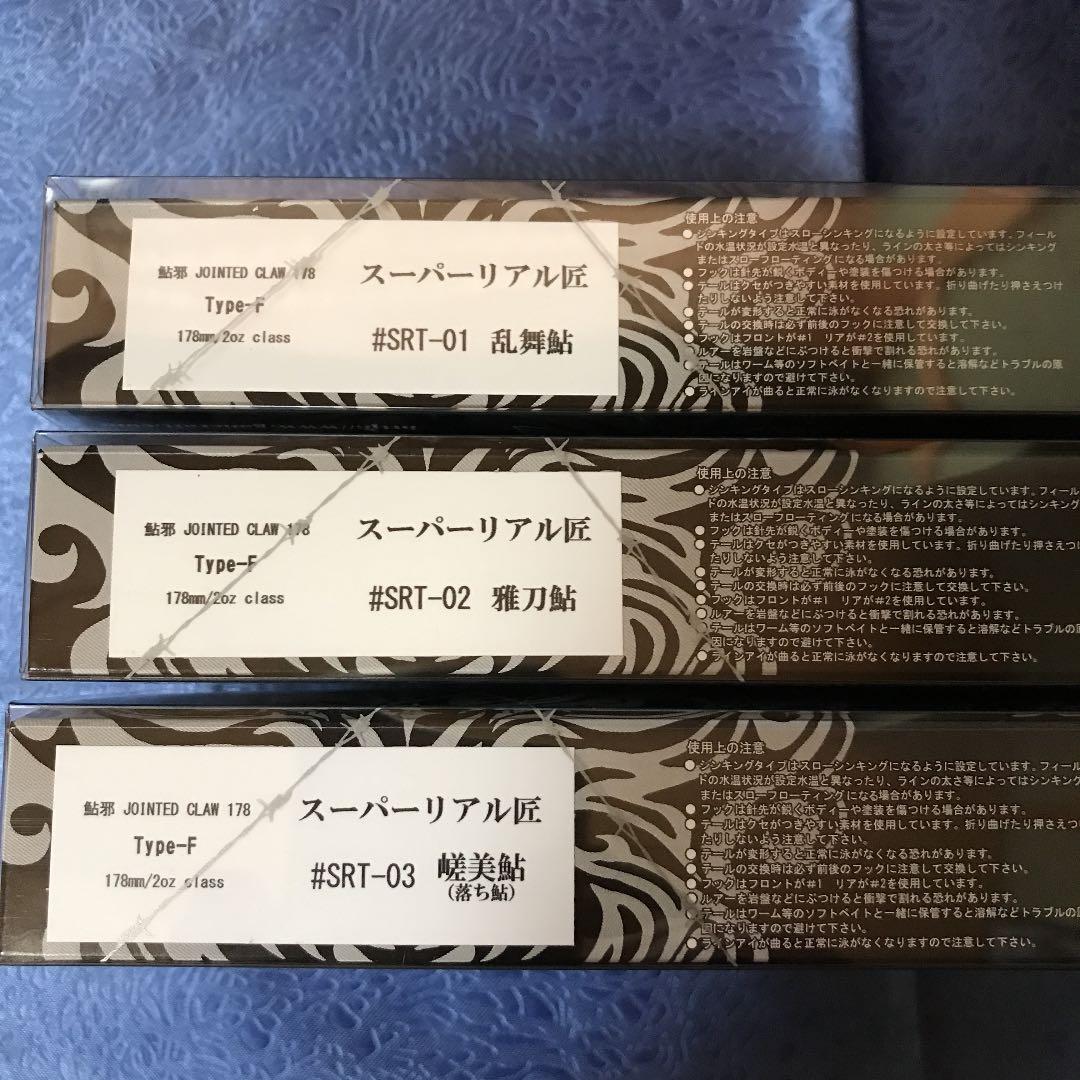 鮎邪 JOINTED CLAW 178
Type-F
178mm/2oz class
スーパーリアル匠
#SRT-01 乱舞鮎
使用上の注意
●シンキングタイプはスローシンキングになるように設定しています。フィール
ドの水温状況が設定水温と異なったり、ラインの太さ等によってはシンキング
またはスローフローティングになる場合があります。
●フックは針先が鋭くボディーや塗装を傷つける場合があります。
●テールはクセがつきやすい素材を使用しています。折り曲げたり押さえつけ
たりしないよう注意して下さい。
●テールが変形すると正常に泳がなくなる恐れがあります。
●テールの交換時は必ず前後のフックに注意して交換して下さい。
●フックはフロントが#1 リアが#2を使用しています。
●ルアーを岩盤などにぶつけると衝撃で割れる恐れがあります。
●テールはワーム等のソフトベイトと一緒に保管すると溶解などトラブルの原
因になりますので避けて下さい。
●ラインアイが曲ると正常に泳がなくなりますので注意して下さい。
鮎邪 JOINTED CLAW 178
Type-F
178mm/2oz class
スーパーリアル匠
#SRT-02 雅刀鮎
使用上の注意
●シンキングタイプはスローシンキングになるように設定しています。フィール
ドの水温状況が設定水温と異なったり、ラインの太さ等によってはシンキング
またはスローフローティングになる場合があります。
●フックは針先が鋭くボディーや塗装を傷つける場合があります。
●テールはクセがつきやすい素材を使用しています。折り曲げたり押さえつけ
たりしないよう注意して下さい。
●テールが変形すると正常に泳がなくなる恐れがあります。
●テールの交換時は必ず前後のフックに注意して交換して下さい。
●フックはフロントが#1 リアが#2を使用しています。
●ルアーを岩盤などにぶつけると衝撃で割れる恐れがあります。
●テールはワーム等のソフトベイトと一緒に保管すると溶解などトラブルの原
因になりますので避けて下さい。
●ラインアイが曲ると正常に泳がなくなりますので注意して下さい。
鮎邪 JOINTED CLAW 178
Type-F
178mm/2oz class
スーパーリアル匠
#SRT-03 嵯美鮎
(落ち鮎)
使用上の注意
●シンキングタイプはスローシンキングになるように設定しています。フィール
ドの水温状況が設定水温と異なったり、ラインの太さ等によってはシンキング
またはスローフローティングになる場合があります。
●フックは針先が鋭くボディーや塗装を傷つける場合があります。
●テールはクセがつきやすい素材を使用しています。折り曲げたり押さえつ
たりしないよう注意して下さい。
●テールが変形すると正常に泳がなくなる恐れがあります。
●テールの交換時は必ず前後のフックに注意して交換して下さい。
●フックはフロントが#1 リアが#2を使用しています。
●ルアーを岩盤などにぶつけると衝撃で割れる恐れがあります。
●テールはワーム等のソフトベイトと一緒に保管すると溶解などトラブルの
因になりますので避けて下さい。
●ラインアイが曲ると正常に泳がなくなりますので注意して下さい。